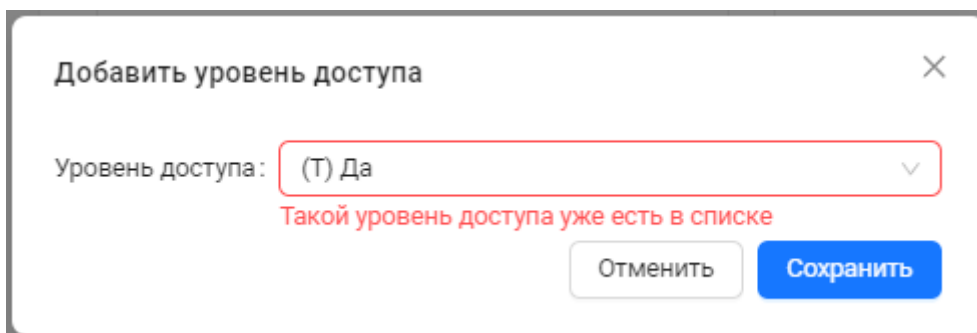 Добавить уровень доступа
Уровень доступа: (Т) Да
Такой уровень доступа уже есть в списке
Отменить Сохранить